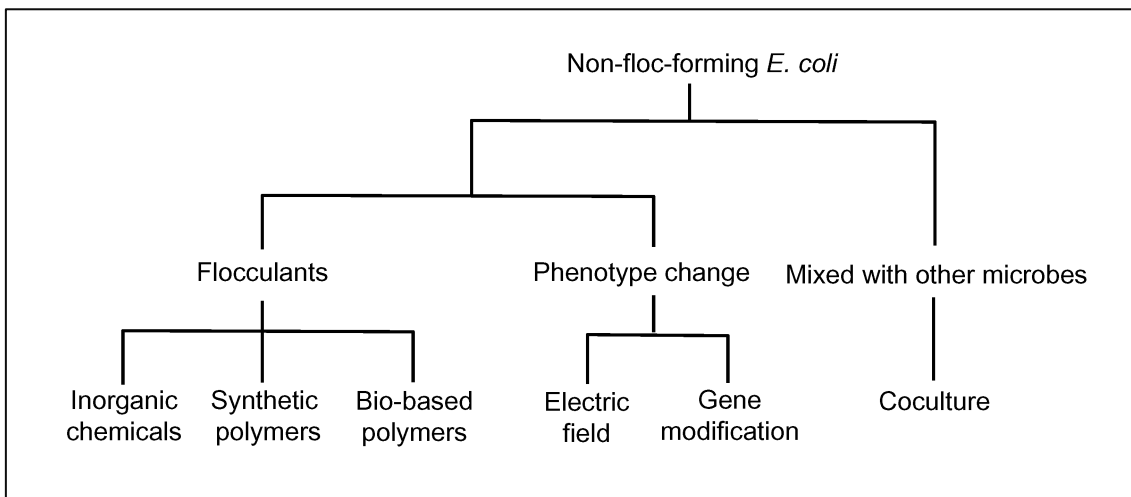 Non-floc-forming E. coli
Flocculants
Phenotype change
Mixed with other microbes
Inorganic
chemicals
Synthetic
polymers
Bio-based
polymers
Electric
field
Gene
modification
Coculture